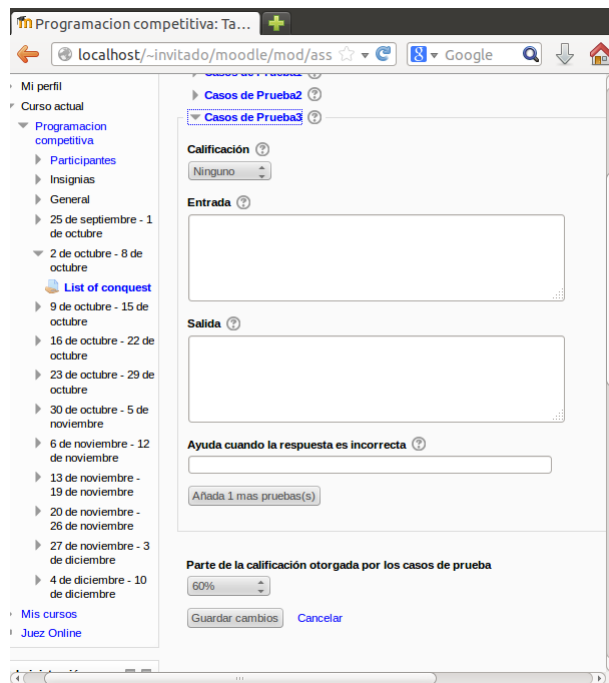 Programacion competitiva: Ta...
localhost/~invitado/moodle/mod/ass
Google
Mi perfil
Curso actual
Programacion
competitiva
Participantes
Insignias
General
25 de septiembre - 1
de octubre
2 de octubre - 8 de
octubre
List of conquest
9 de octubre - 15 de
octubre
16 de octubre - 22 de
octubre
23 de octubre - 29 de
octubre
30 de octubre - 5 de
noviembre
6 de noviembre - 12
de noviembre
13 de noviembre -
19 de noviembre
20 de noviembre -
26 de noviembre
27 de noviembre - 3
de diciembre
4 de diciembre - 10
de diciembre
Mis cursos
Juez Online
Casos de Prueba2
Casos de Prueba3
Calificación
Ninguno
Entrada
Salida
Ayuda cuando la respuesta es incorrecta
Añada 1 mas pruebas(s)
Parte de la calificación otorgada por los casos de prueba
60%
Guardar cambios Cancelar